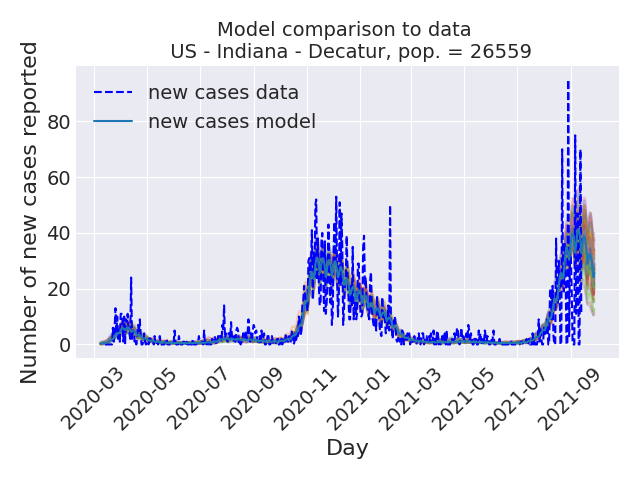 Model comparison to data
US - Indiana - Decatur, pop. = 26559
Number of new cases reported
new cases data
new cases model
80
60
40
20
0
2020-03
2020-05
2020-07
2020-09
2020-11
2021-01
2021-03
2021-05
2021-07
2021-09
Day